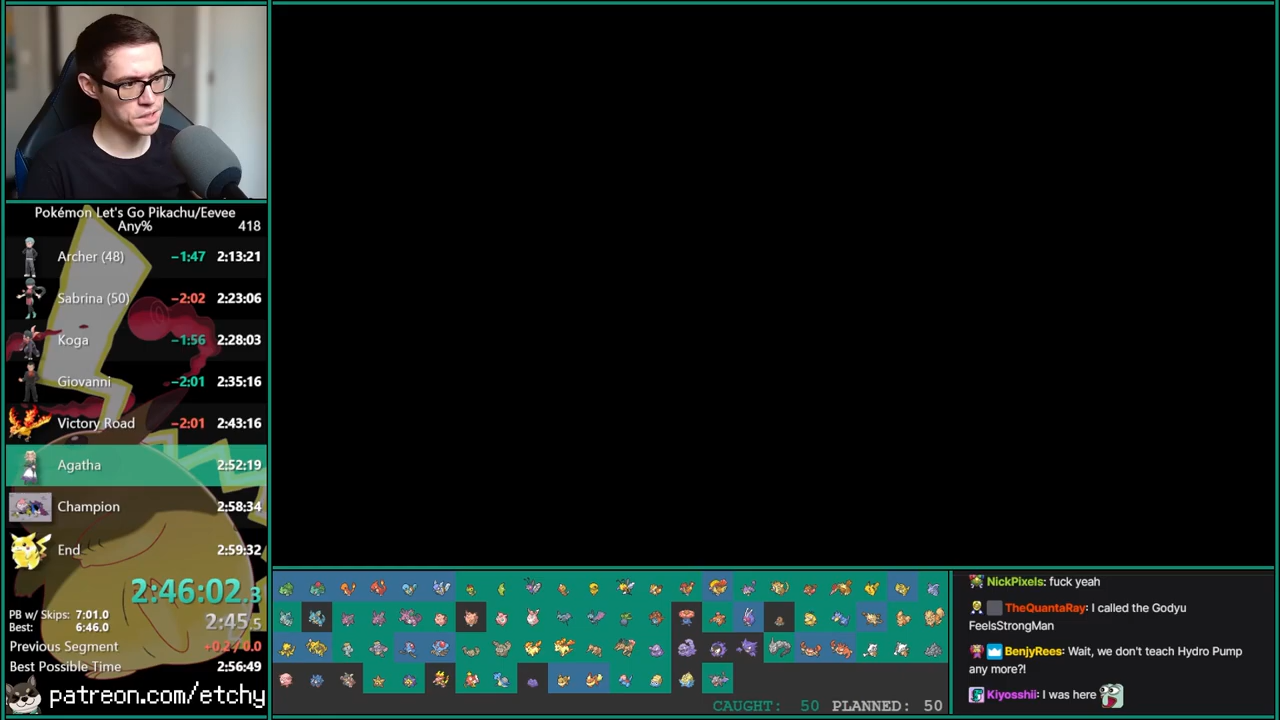 Pokémon Let's Go Pikachu/Eevee
Any% 418
Archer (48) −1:47 2:13:21
Sabrina (50) −2:02 2:23:06
Koga −1:56 2:28:03
Giovanni −2:01 2:35:16
Victory Road −2:01 2:43:16
Agatha 2:52:19
Champion 2:58:34
End 2:59:32
2:46:02.3
PB w/ Skips: 7:01.0
Best: 6:46.0 2:45.5
Previous Segment +0.2 / 0.0
Best Possible Time 2:56:49
patreon.com/etchy
CAUGHT: 50 PLANNED: 50
NickPixels: fuck yeah
TheQuantaRay: I called the Godyu
FeelsStrongMan
BenjyRees: Wait, we don't teach Hydro Pump
any more?!
Kiyosshii: I was here